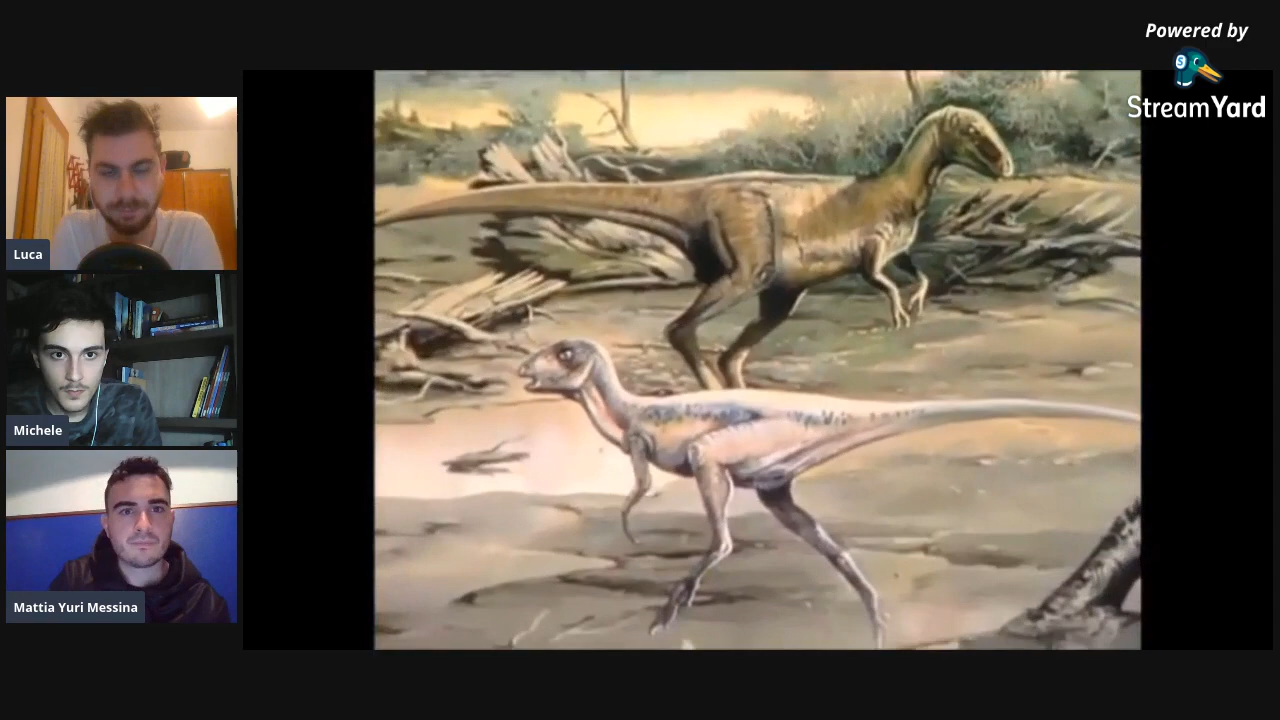 Powered by
StreamYard
Luca
Michele
Mattia Yuri Messina